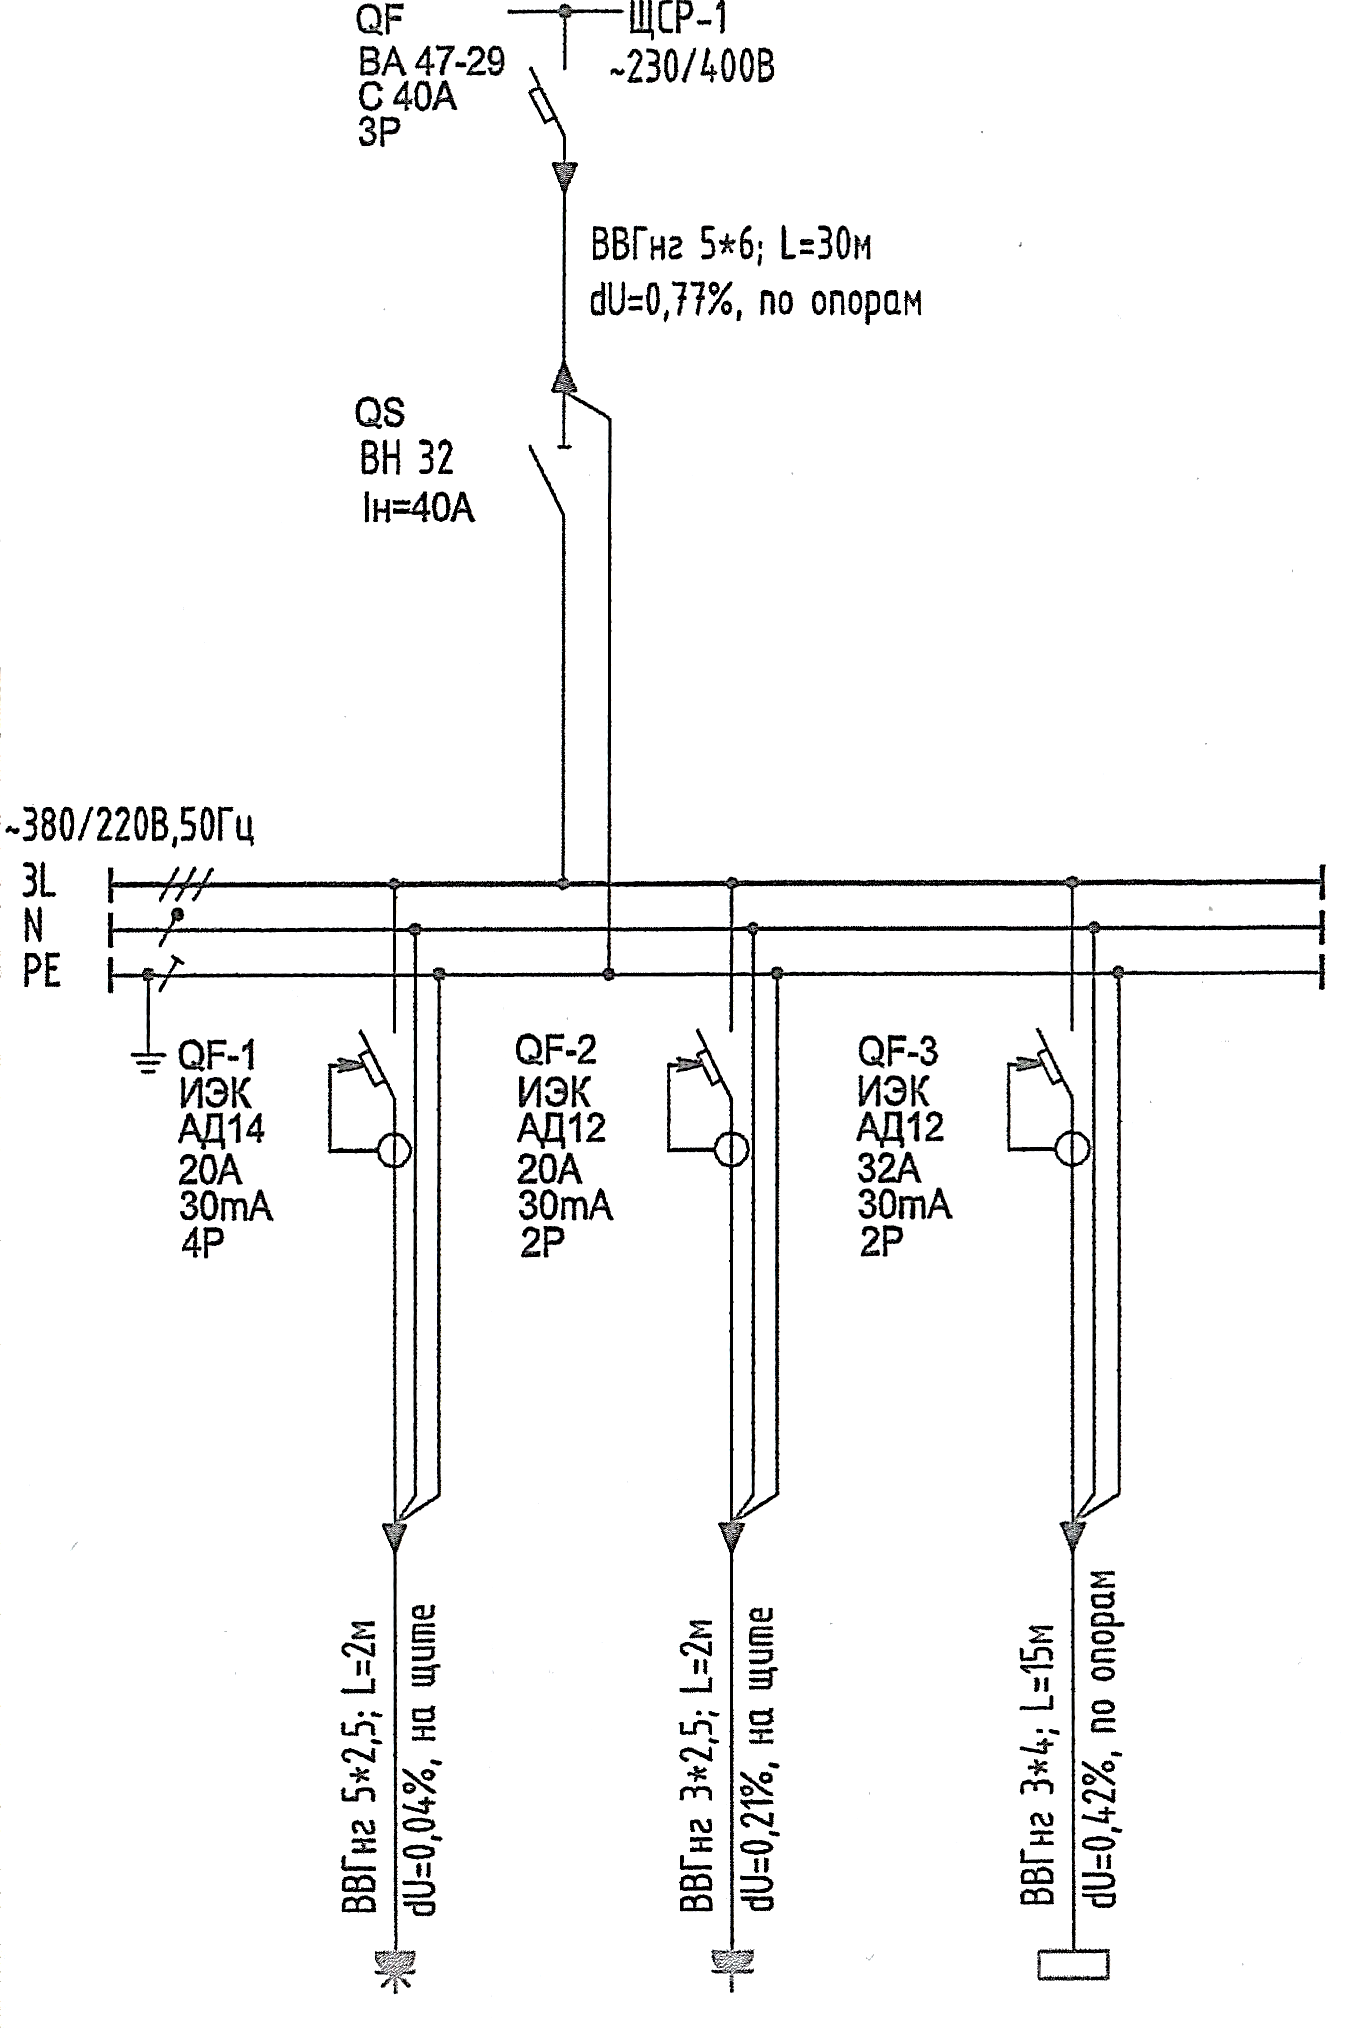 QF
ВА 47-29
С 40А
3Р
ЩСР-1
~230/400В
ВВГнг 5*6; L=30м
dU=0,77%, по опорам
QS
ВН 32
Iн=40А
~380/220В,50Гц
3L
N
PE
QF-1
ИЭК
АД14
20А
30mA
4Р
QF-2
ИЭК
АД12
20А
30mA
2Р
QF-3
ИЭК
АД12
32А
30mA
2Р
ВВГнг 5*2,5; L=2м
dU=0,04%, на щите
ВВГнг 3*2,5; L=2м
dU=0,21%, на щите
ВВГнг 3*4; L=15м
dU=0,42%, по опорам